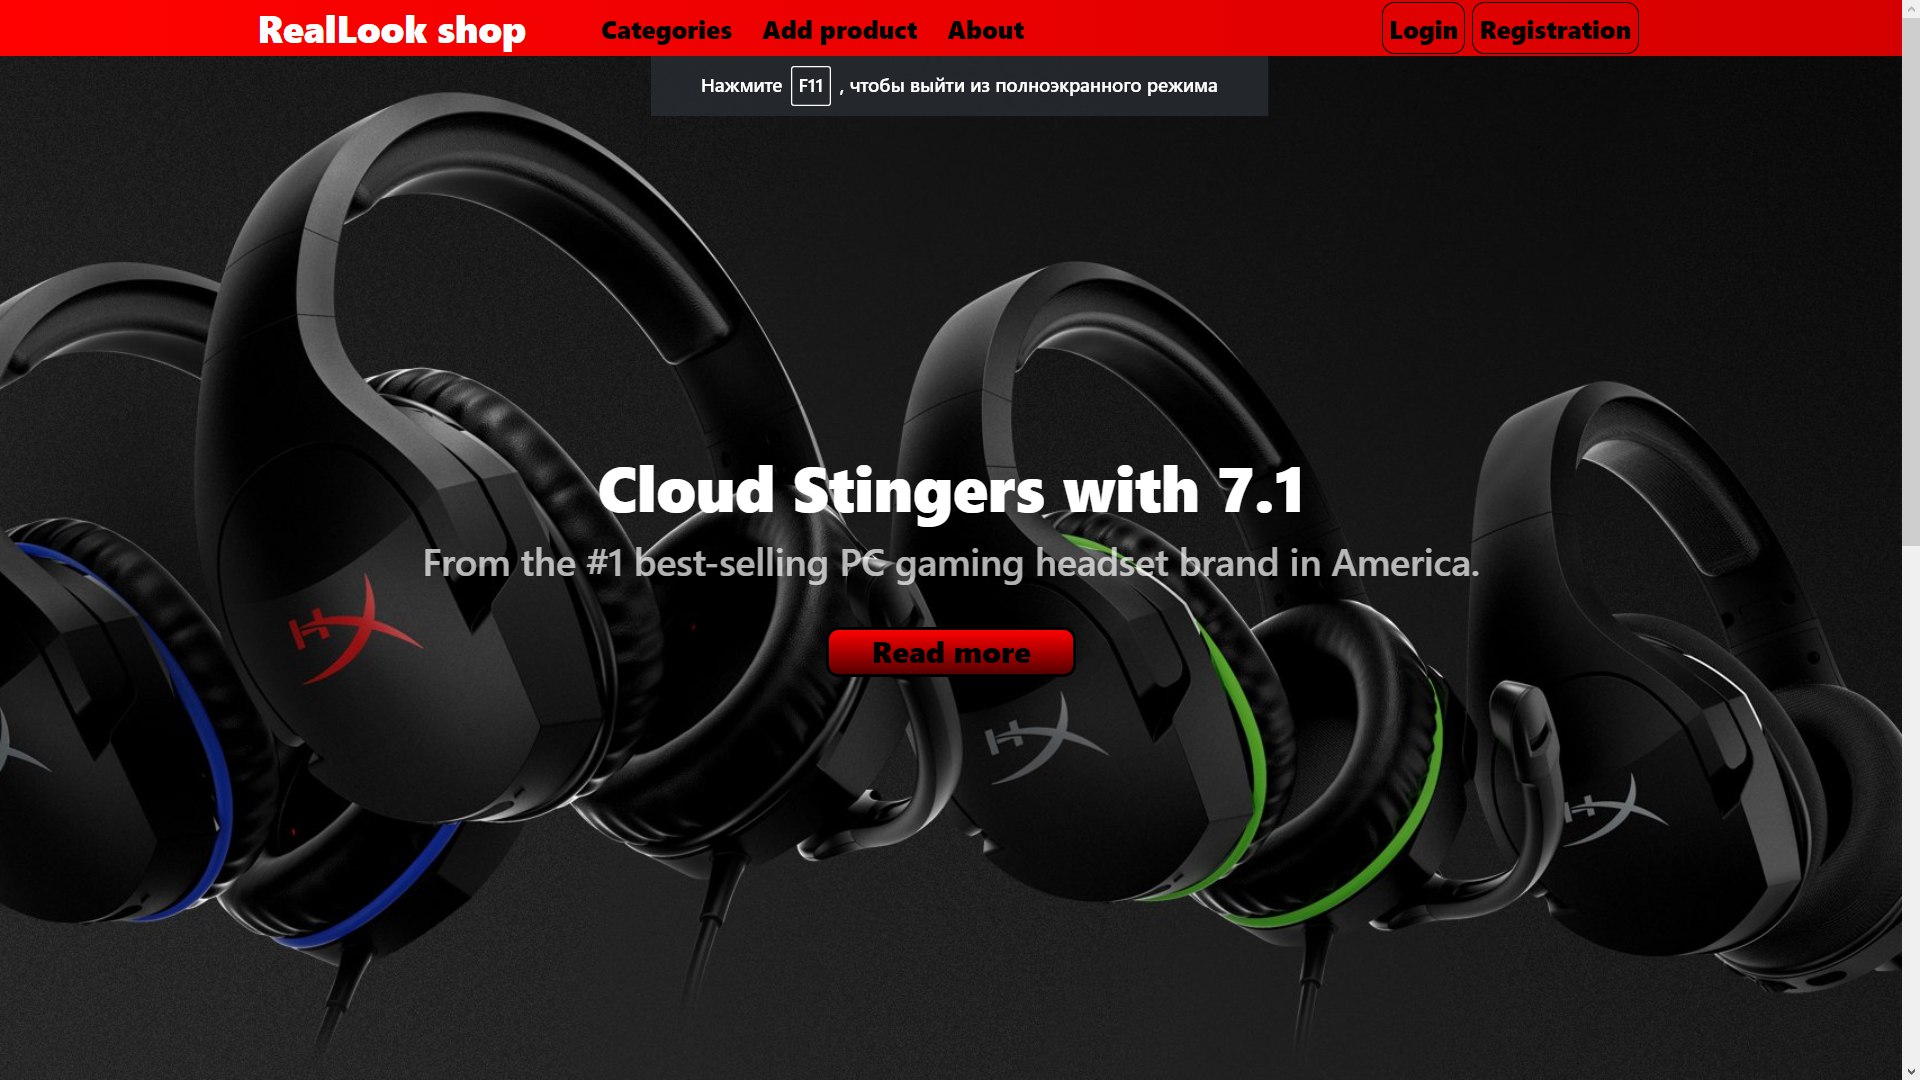 RealLook shop Categories Add product About Login Registration
Нажмите F11 , чтобы выйти из полноэкранного режима
Cloud Stingers with 7.1
From the #1 best-selling PC gaming headset brand in America.
Read more